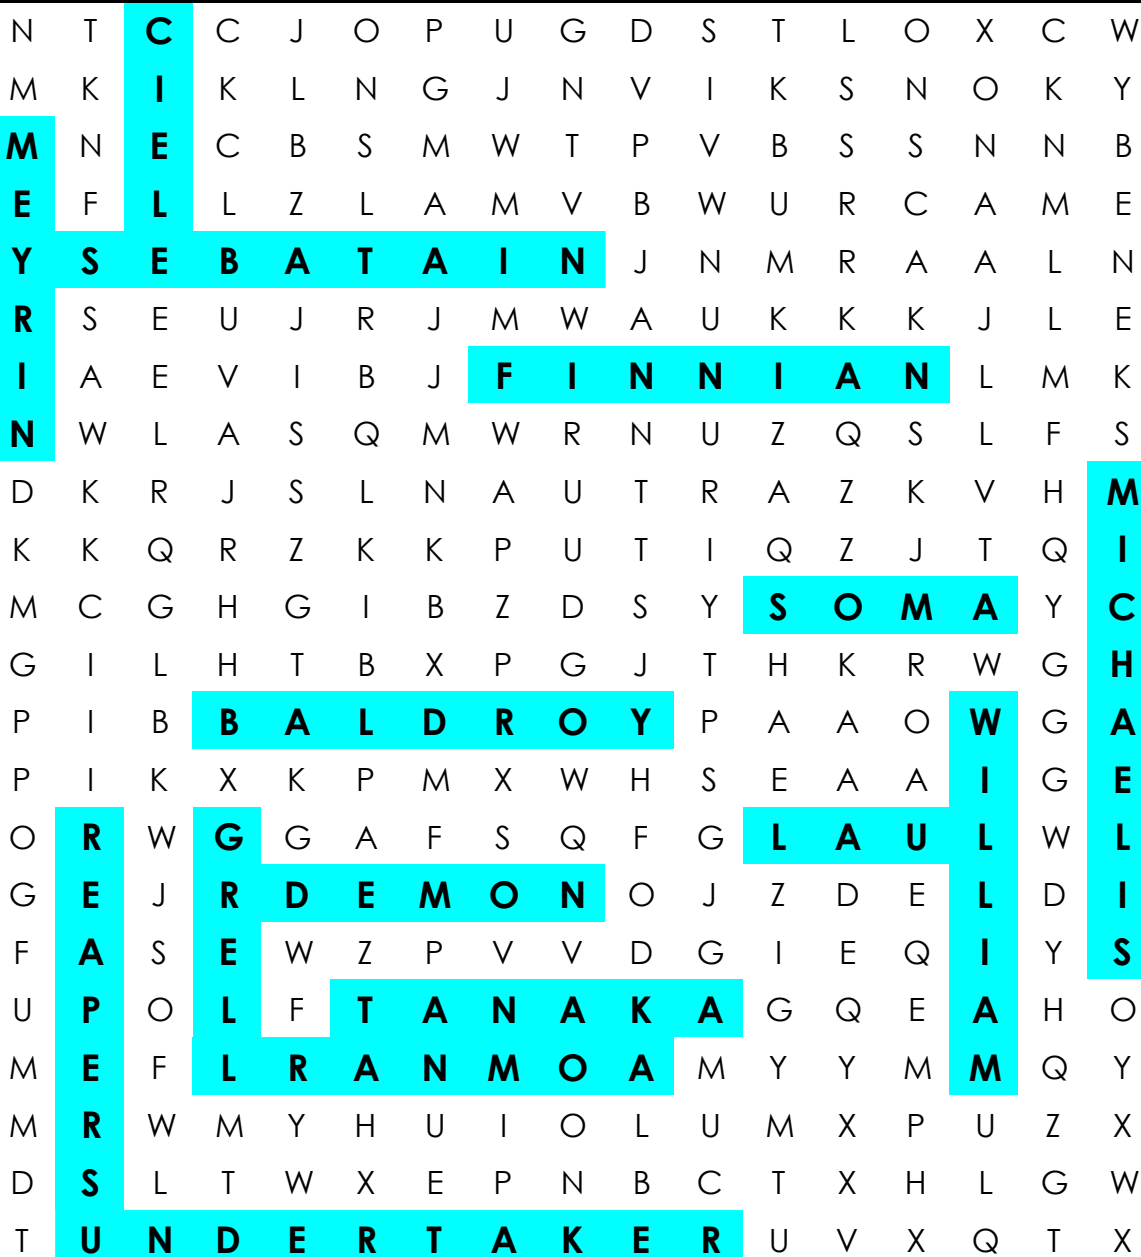 N T C C J O P U G D S T L O X C W
M K I K L N G J N V I K S N O K Y
M N E C B S M W T P V B S S N N B
E F L L Z L A M V B W U R C A M E
Y S E B A T A I N J N M R A A L N
R S E U J R J M W A U K K K J L E
I A E V I B J F I N N I A N L M K
N W L A S Q M W R N U Z Q S L F S
D K R J S L N A U T R A Z K V H M
K K Q R Z K K P U T I Q Z J T Q I
M C G H G I B Z D S Y S O M A Y C
G I L H T B X P G J T H K R W G H
P I B B A L D R O Y P A A O W G A
P I K X K P M X W H S E A A I G E
O R W G G A F S Q F G L A U L W L
G E J R D E M O N O J Z D E L D I
F A S E W Z P V V D G I E Q I Y S
U P O L F T A N A K A G Q E A H O
M E F L R A N M O A M Y Y M M Q Y
M R W M Y H U I O L U M X P U Z X
D S L T W X E P N B C T X H L G W
T U N D E R T A K E R U V X Q T X